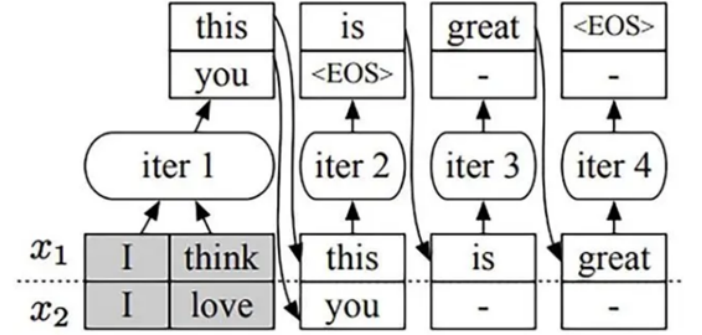 this is great <EOS>
you <EOS> - -
iter 1 iter 2 iter 3 iter 4
x₁ I think this is great
x₂ I love you - -